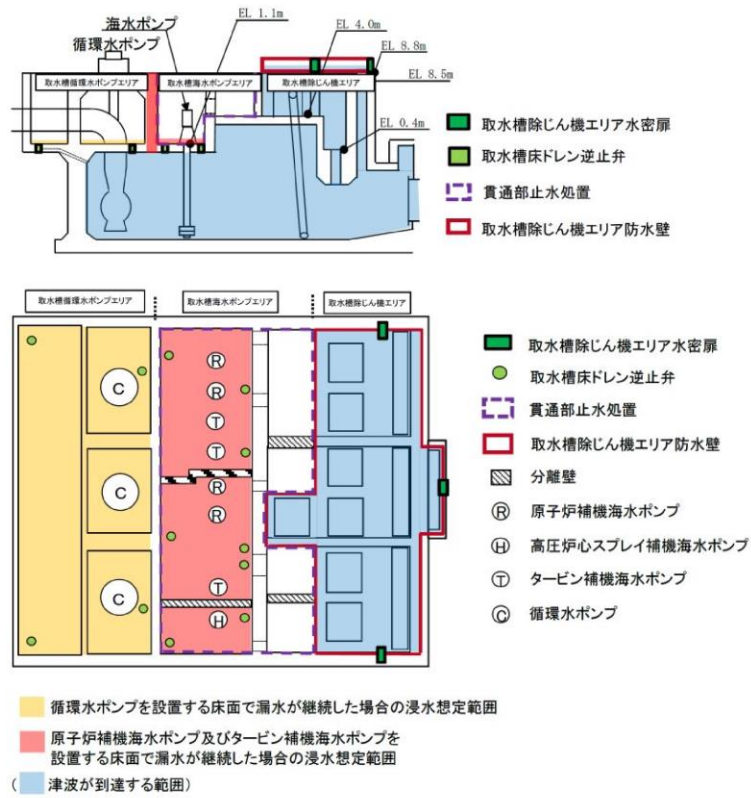 海水ポンプ
循環水ポンプ
EL 1.1m
EL 4.0m
EL 8.8m
EL 8.5m
取水槽循環水ポンプエリア
取水槽海水ポンプエリア
取水槽除じん機エリア
EL 0.4m
取水槽除じん機エリア水密扉
取水槽床ドレン逆止弁
貫通部止水処置
取水槽除じん機エリア防水壁
取水槽循環水ポンプエリア
取水槽海水ポンプエリア
取水槽除じん機エリア
C
C
C
R
R
T
T
R
R
T
H
取水槽除じん機エリア水密扉
取水槽床ドレン逆止弁
貫通部止水処置
取水槽除じん機エリア防水壁
分離壁
R 原子炉補機海水ポンプ
H 高圧炉心スプレイ補機海水ポンプ
T タービン補機海水ポンプ
C 循環水ポンプ
循環水ポンプを設置する床面で漏水が継続した場合の浸水想定範囲
原子炉補機海水ポンプ及びタービン補機海水ポンプを
設置する床面で漏水が継続した場合の浸水想定範囲
( 津波が到達する範囲)